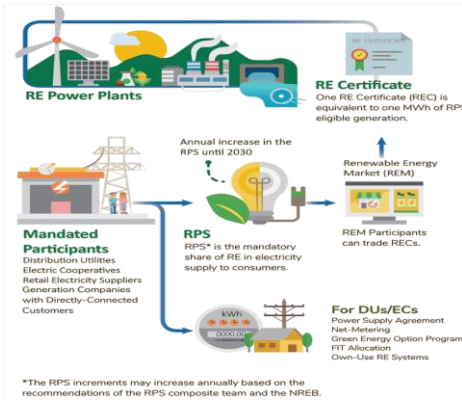 RE CERTIFICATE
RE Power Plants
RE Certificate
One RE Certificate (REC) is
equivalent to one MWh of RPS
eligible generation.
Annual increase in the
RPS until 2030
Renewable Energy
Market (REM)
Mandated
Participants
Distribution Utilities
Electric Cooperatives
Retail Electricity Suppliers
Generation Companies
with Directly-Connected
Customers
RPS
RPS* is the mandatory
share of RE in electricity
supply to consumers.
REM Participants
can trade RECs.
kWh
0000.00
For DUs/ECs
Power Supply Agreement
Net-Metering
Green Energy Option Program
FIT Allocation
Own-Use RE Systems
*The RPS increments may increase annually based on the
recommendations of the RPS composite team and the NREB.